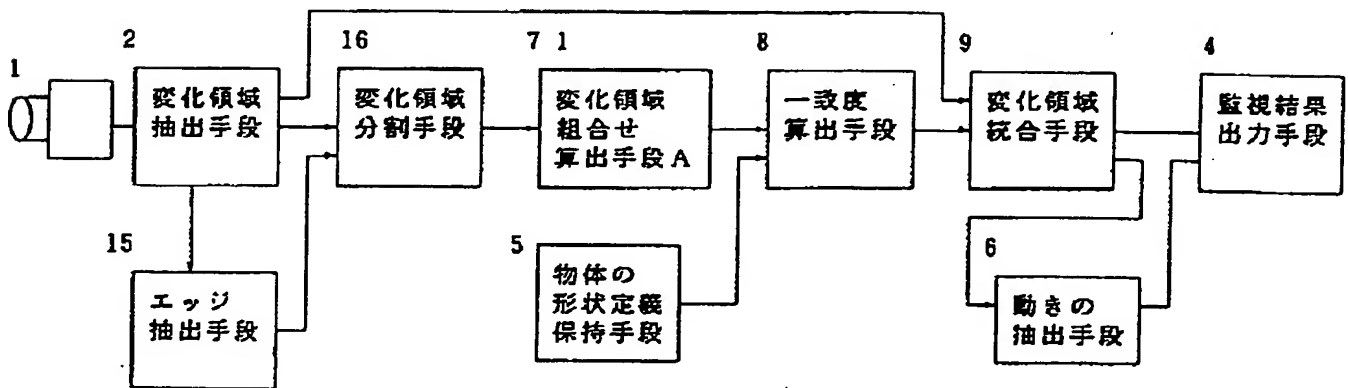 1
2
変化領域
抽出手段
16
変化領域
分割手段
7 1
変化領域
組合せ
算出手段A
8
一致度
算出手段
9
変化領域
統合手段
4
監視結果
出力手段
15
エッジ
抽出手段
5
物体の
形状定義
保持手段
6
動きの
抽出手段